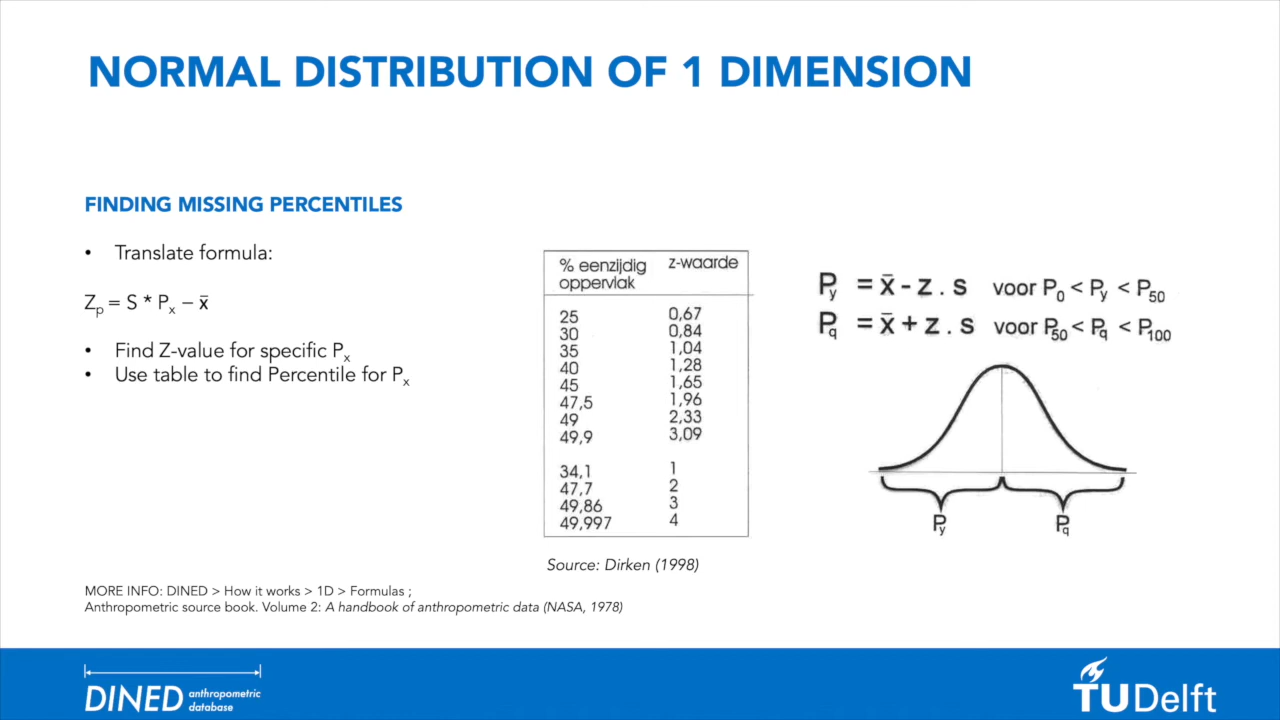 NORMAL DISTRIBUTION OF 1 DIMENSION
FINDING MISSING PERCENTILES
• Translate formula:
Zp = S * Px − x̄
• Find Z-value for specific Px
• Use table to find Percentile for Px
% eenzijdig oppervlak z-waarde
25 0,67
30 0,84
35 1,04
40 1,28
45 1,65
47,5 1,96
49 2,33
49,9 3,09
34,1 1
47,7 2
49,86 3
49,997 4
Source: Dirken (1998)
Py = x̄ - z . s voor P0 < Py < P50
Pq = x̄ + z . s voor P50 < Pq < P100
Py Pq
MORE INFO: DINED > How it works > 1D > Formulas ;
Anthropometric source book. Volume 2: A handbook of anthropometric data (NASA, 1978)
DINED anthropometric
database
TUDelft